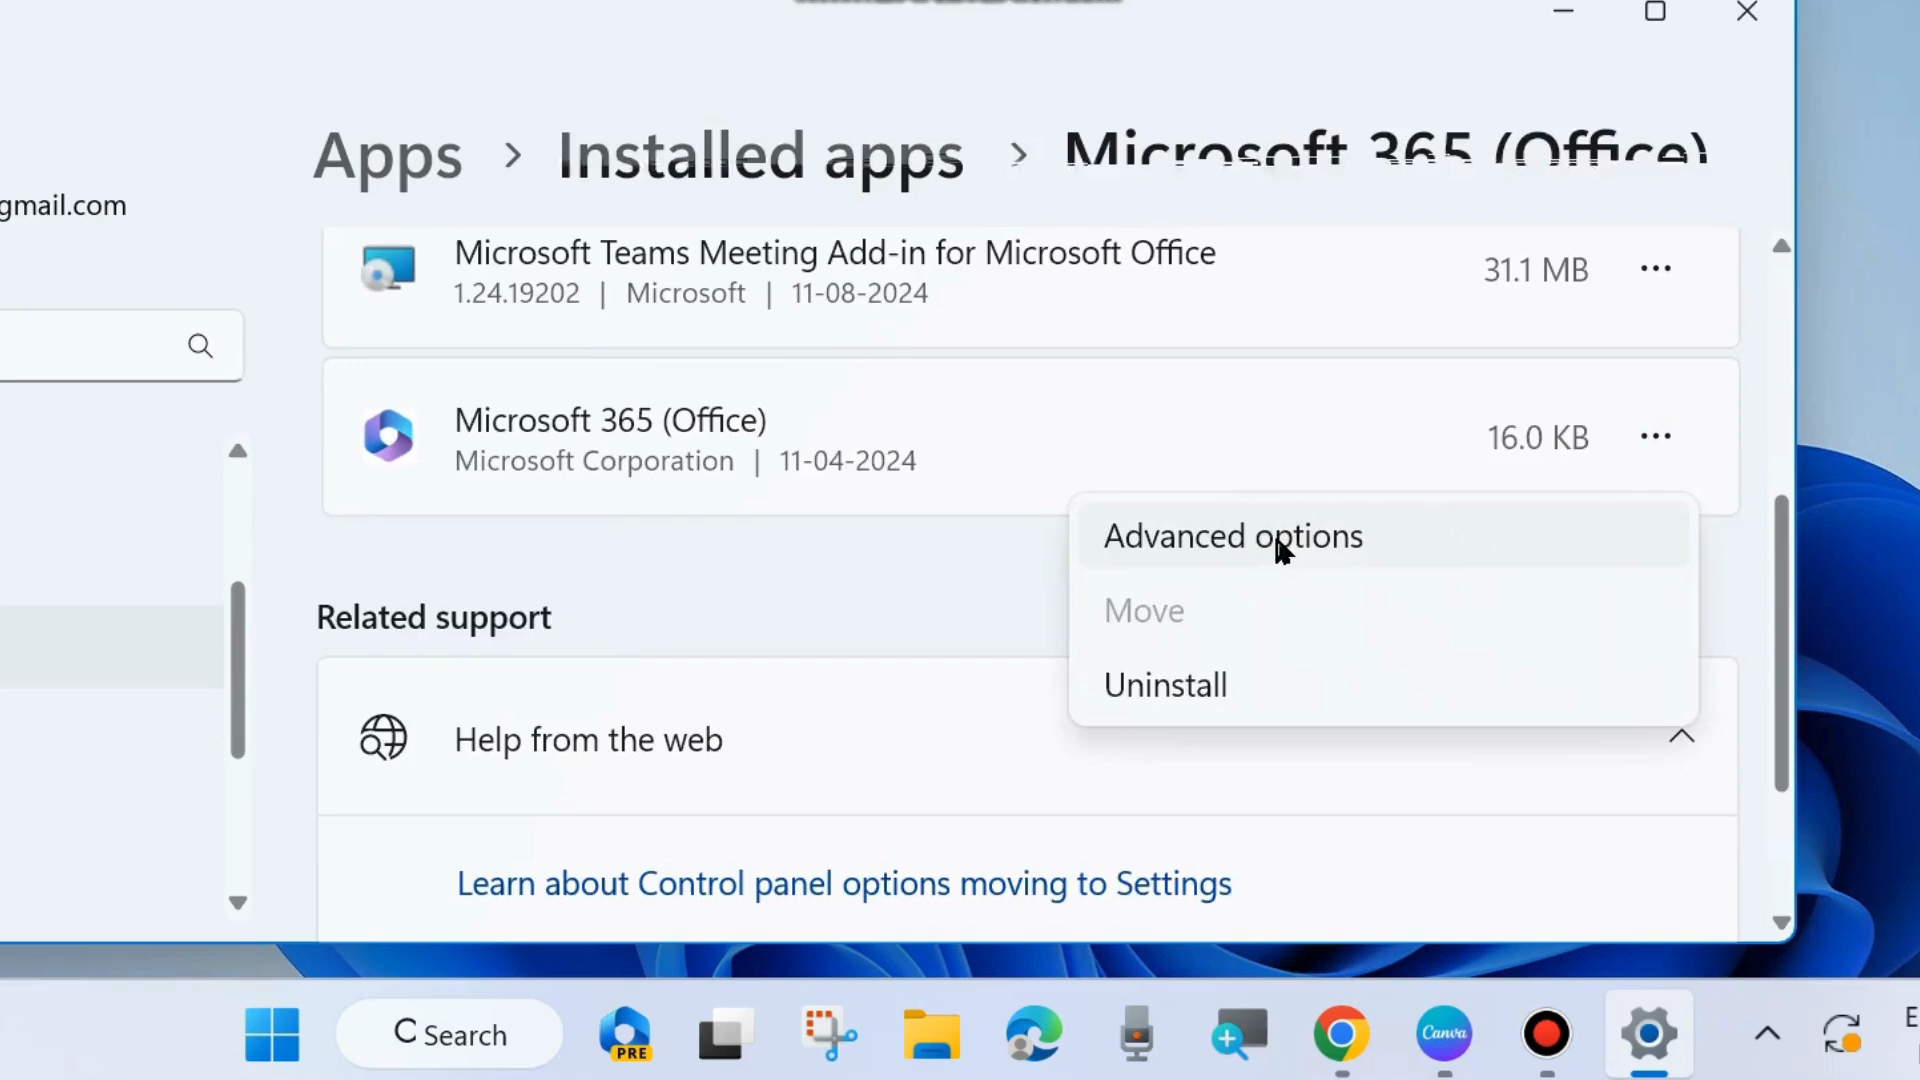 Apps > Installed apps > Microsoft 365 (Office)
gmail.com
Microsoft Teams Meeting Add-in for Microsoft Office
1.24.19202 | Microsoft | 11-08-2024
31.1 MB
Microsoft 365 (Office)
Microsoft Corporation | 11-04-2024
16.0 KB
Advanced options
Move
Uninstall
Related support
Help from the web
Learn about Control panel options moving to Settings
Search
PRE
Canva